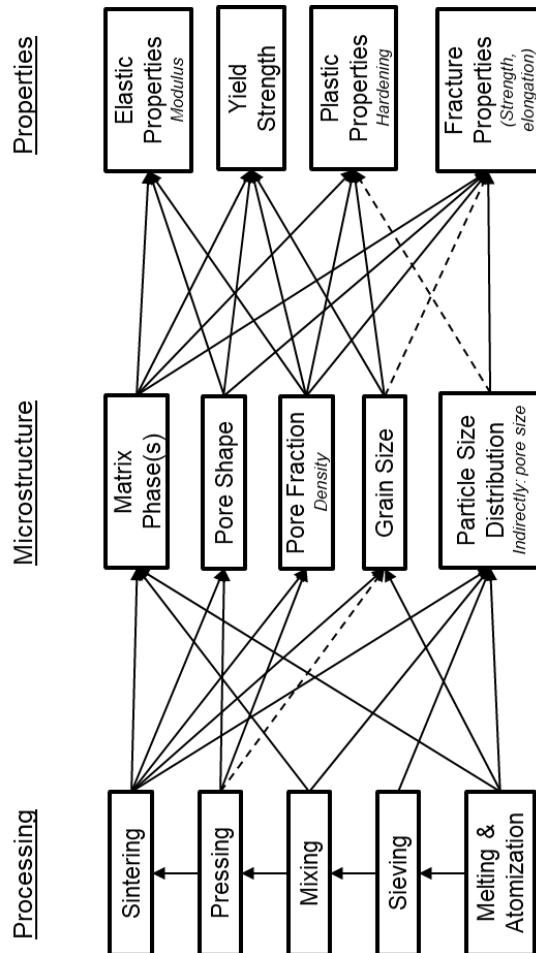 Processing
Sintering
Pressing
Mixing
Sieving
Melting &
Atomization
Microstructure
Matrix
Phase(s)
Pore Shape
Pore Fraction
Density
Grain Size
Particle Size
Distribution
Indirectly: pore size
Properties
Elastic
Properties
Modulus
Yield
Strength
Plastic
Properties
Hardening
Fracture
Properties
(Strength,
elongation)